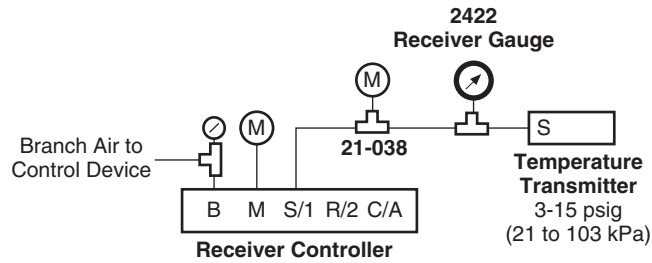 2422
Receiver Gauge
M
M
S
Branch Air to
Control Device
21-038
Temperature
Transmitter
3-15 psig
(21 to 103 kPa)
B M S/1 R/2 C/A
Receiver Controller